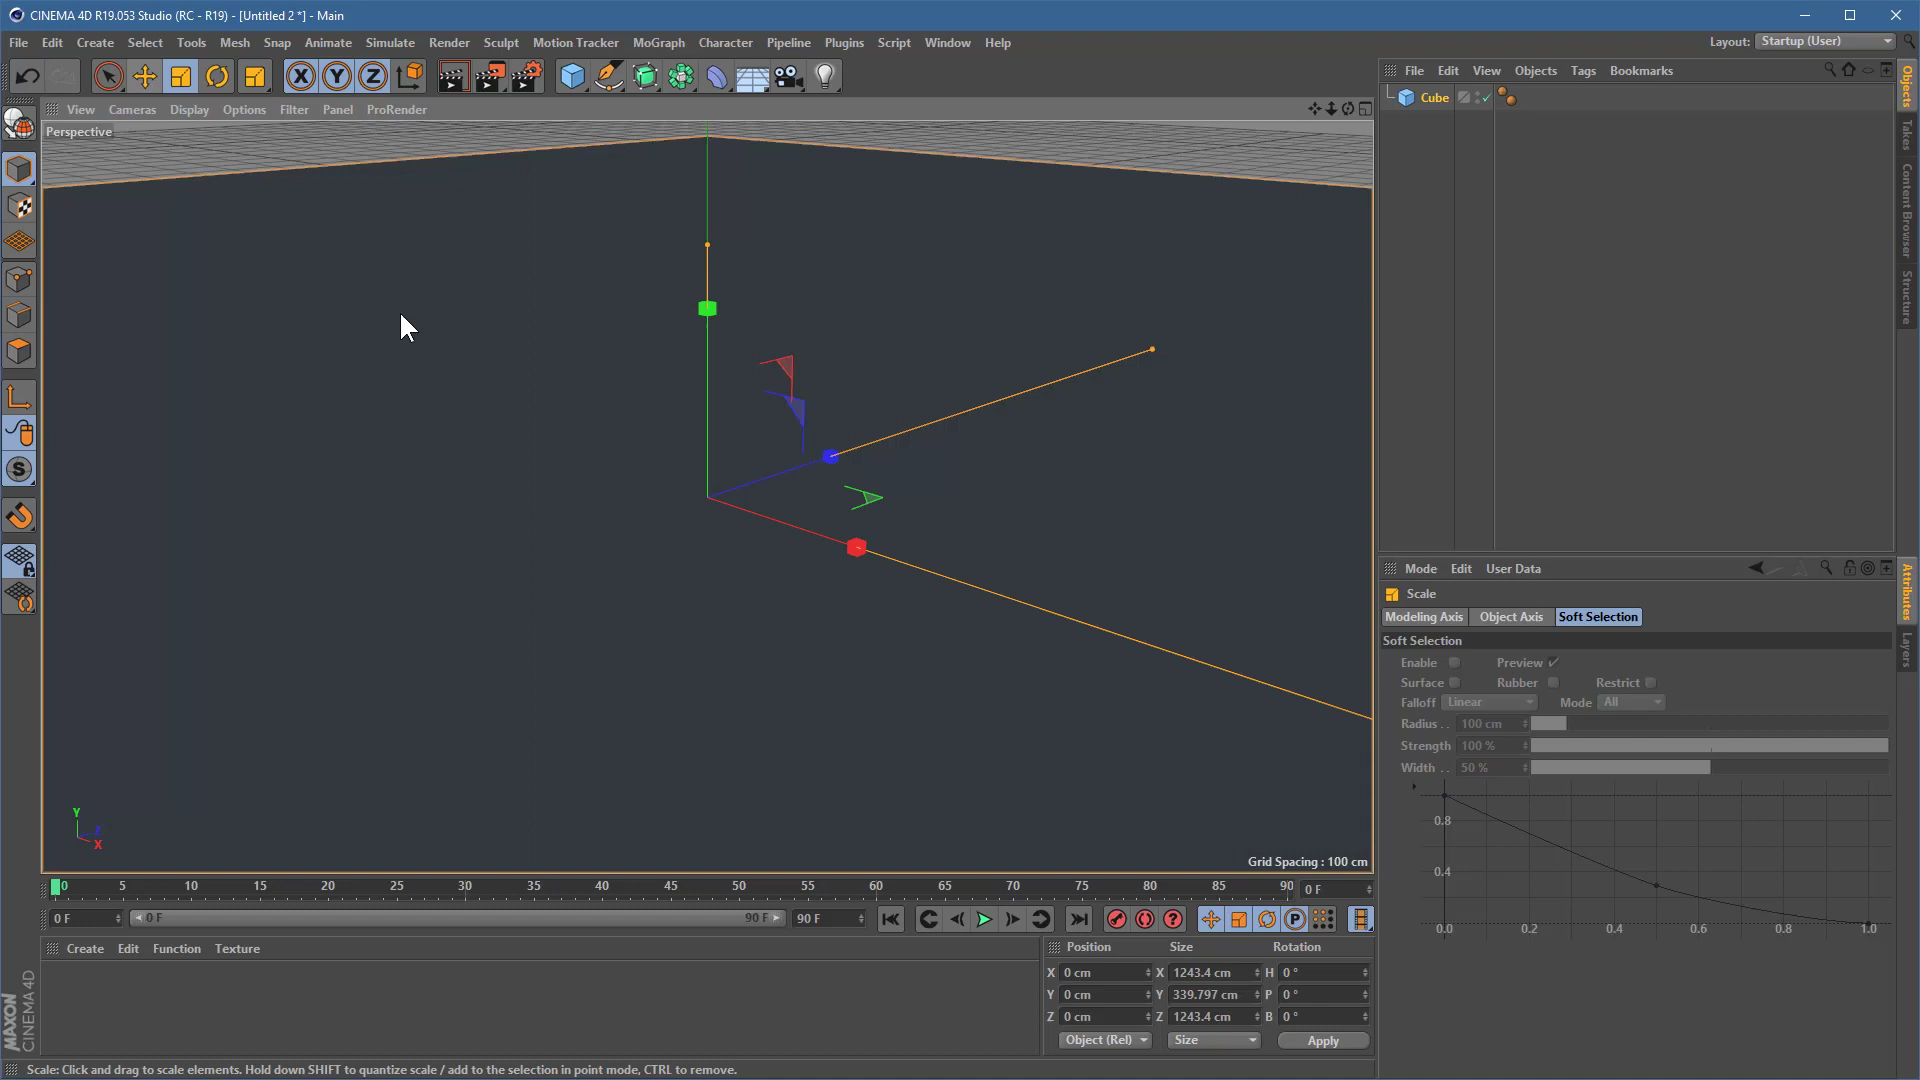 CINEMA 4D R19.053 Studio (RC - R19) - [Untitled 2 *] - Main
File Edit Create Select Tools Mesh Snap Animate Simulate Render Sculpt Motion Tracker MoGraph Character Pipeline Plugins Script Window Help
Layout: Startup (User)
X Y Z
File Edit View Objects Tags Bookmarks
View Cameras Display Options Filter Panel ProRender
Cube
Perspective
Objects
Takes
Content Browser
Structure
S
Mode Edit User Data
Scale
Modeling Axis Object Axis Soft Selection
Soft Selection
Enable Preview
Surface Rubber Restrict
Falloff Linear Mode All
Radius . . 100 cm
Strength 100 %
Width . . 50 %
0.8
0.4
0.0 0.2 0.4 0.6 0.8 1.0
Attributes
Layers
Y
Z
X
Grid Spacing : 100 cm
0 5 10 15 20 25 30 35 40 45 50 55 60 65 70 75 80 85 90 0 F
0 F 0 F 90 F 90 F P
Create Edit Function Texture
Position Size Rotation
X 0 cm X 1243.4 cm H 0 °
Y 0 cm Y 339.797 cm P 0 °
Z 0 cm Z 1243.4 cm B 0 °
Object (Rel) Size Apply
MAXON
CINEMA 4D
Scale: Click and drag to scale elements. Hold down SHIFT to quantize scale / add to the selection in point mode, CTRL to remove.